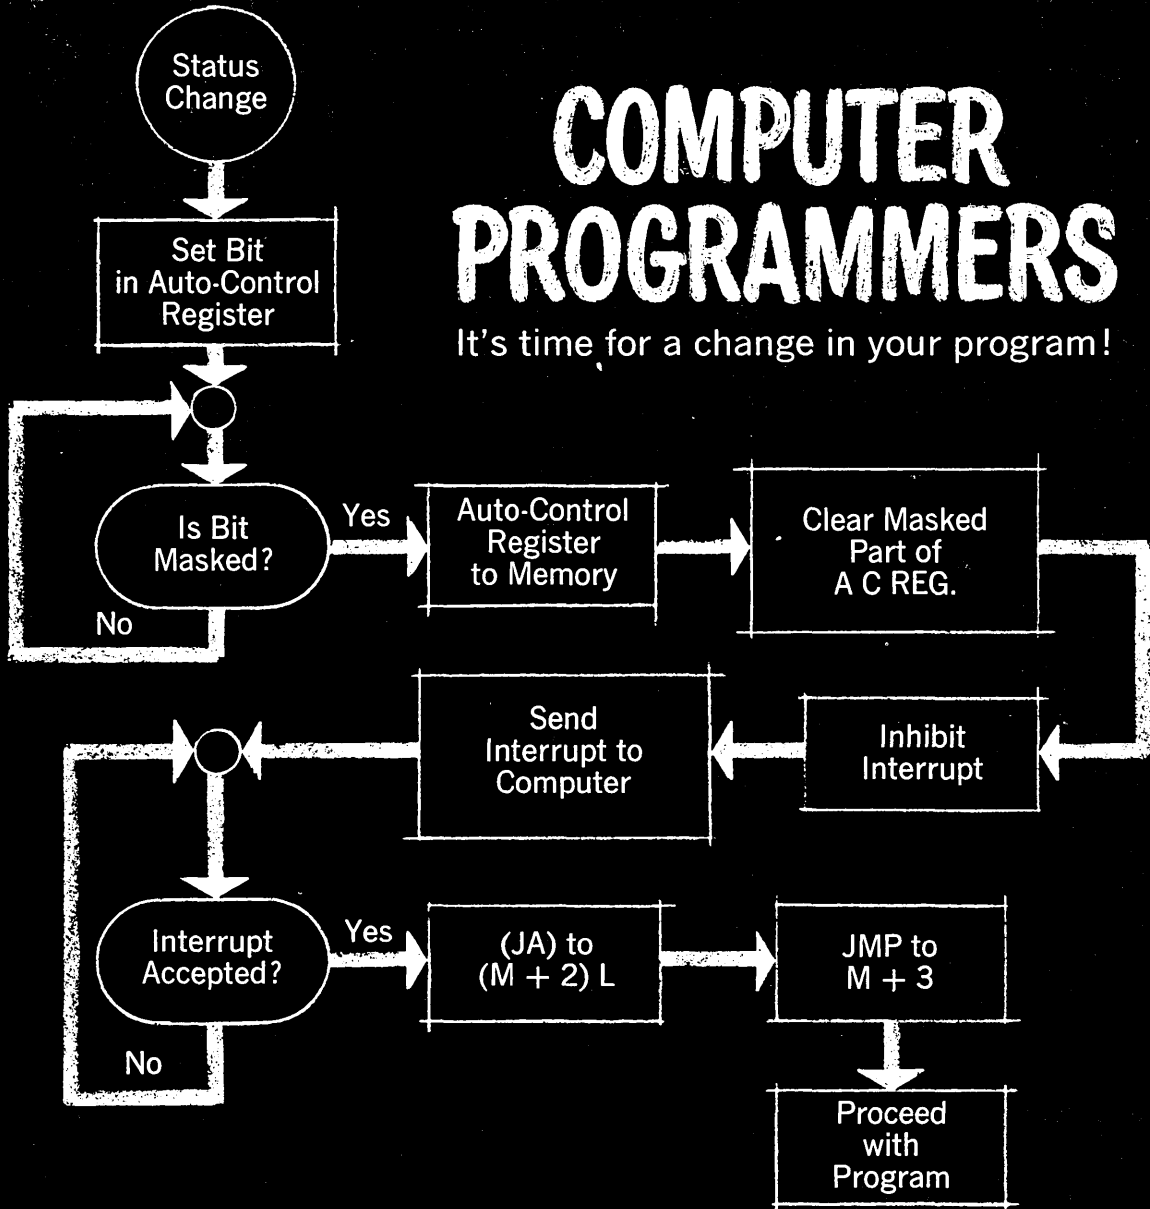 Status
Change
COMPUTER
PROGRAMMERS
It's time for a change in your program!
Set Bit
in Auto-Control
Register
Is Bit
Masked?
Yes
No
Auto-Control
Register
to Memory
Clear Masked
Part of
A C REG.
Inhibit
Interrupt
Send
Interrupt to
Computer
Interrupt
Accepted?
Yes
No
(JA) to
(M + 2) L
JMP to
M + 3
Proceed
with
Program